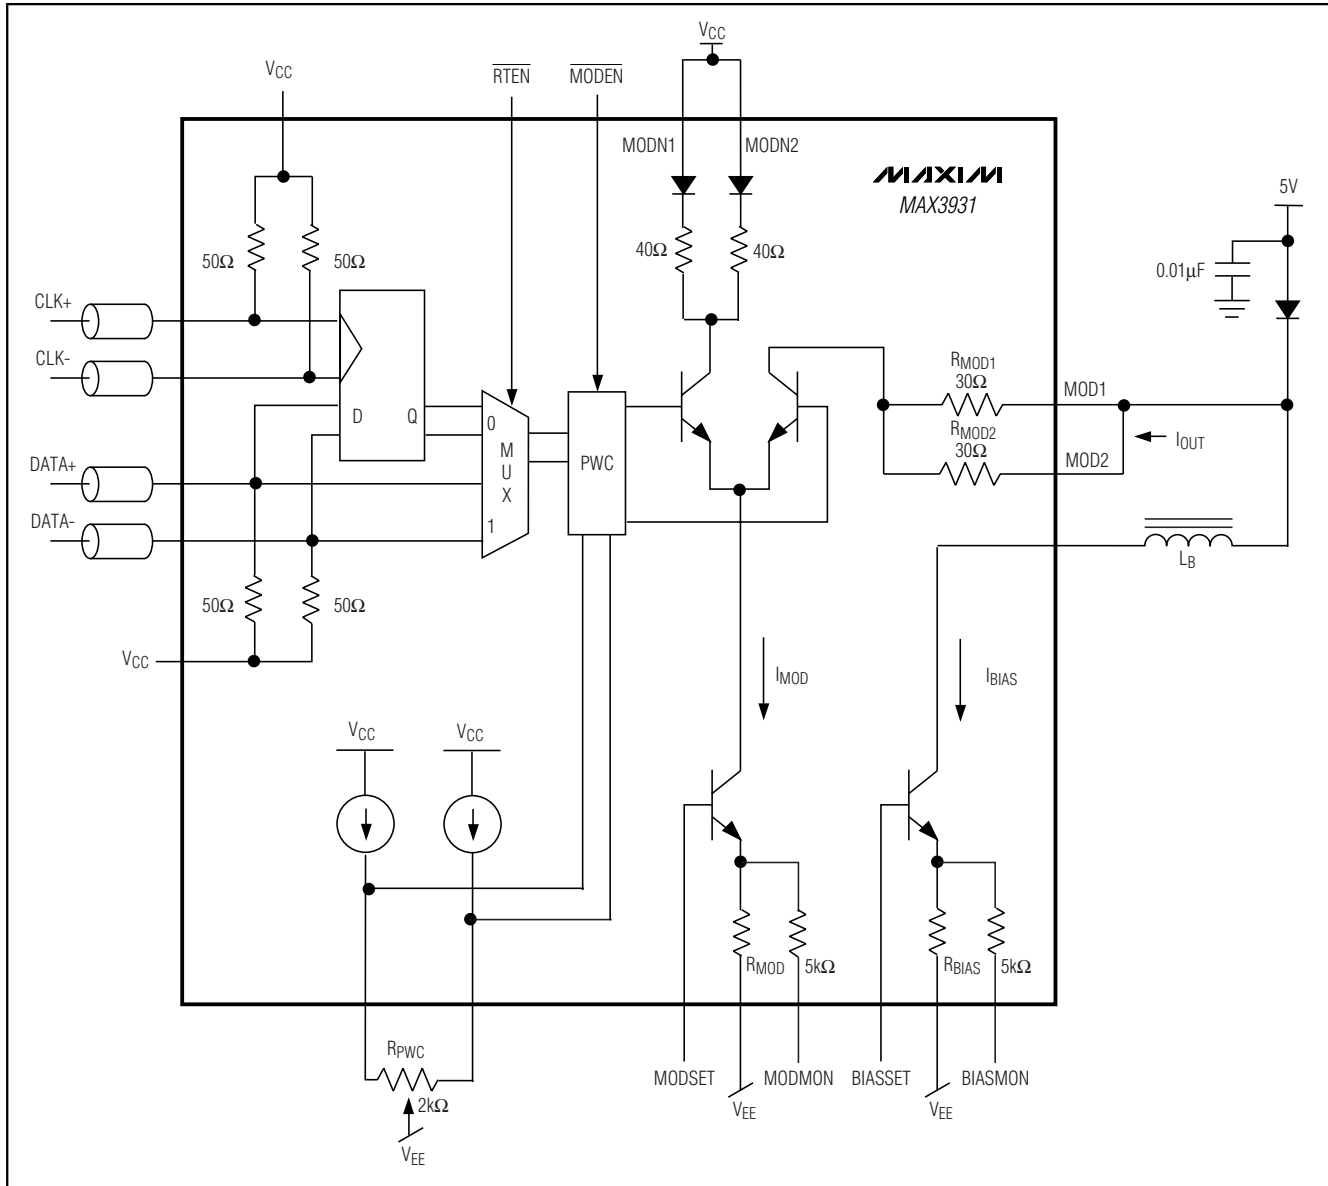 VCC
VCC
RTEN
MODEN
MODN1
MODN2
MAXIM
MAX3931
5V
50Ω
50Ω
40Ω
40Ω
0.01µF
CLK+
CLK-
RMOD1
30Ω
MOD1
D
Q
0
MUX
1
PWC
RMOD2
30Ω
MOD2
IOUT
DATA+
DATA-
LB
50Ω
50Ω
VCC
IMOD
IBIAS
VCC
VCC
RMOD
5kΩ
RBIAS
5kΩ
RPWC
2kΩ
VEE
MODSET
MODMON
BIASSET
BIASMON
VEE
VEE